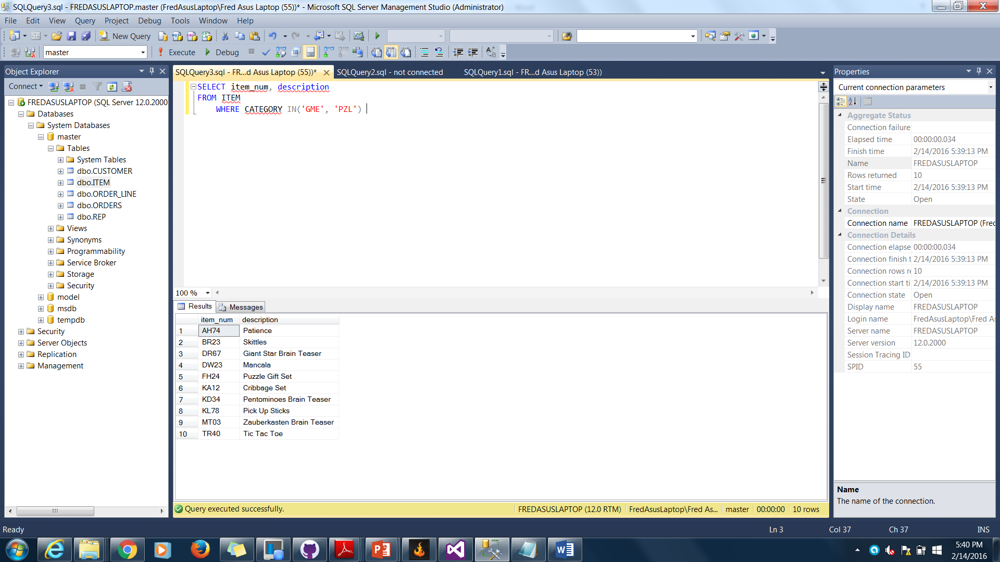 SQLQuery3.sql - FREDASUSLAPTOP.master (FredAsusLaptop\Fred Asus Laptop (55))* - Microsoft SQL Server Management Studio (Administrator)
File Edit View Query Project Debug Tools Window Help
New Query
master Execute Debug
Object Explorer
Connect
FREDASUSLAPTOP (SQL Server 12.0.2000
Databases
System Databases
master
Tables
System Tables
dbo.CUSTOMER
dbo.ITEM
dbo.ORDER_LINE
dbo.ORDERS
dbo.REP
Views
Synonyms
Programmability
Service Broker
Storage
Security
model
msdb
tempdb
Security
Server Objects
Replication
Management
SQLQuery3.sql - FR...d Asus Laptop (55))* SQLQuery2.sql - not connected SQLQuery1.sql - FR...d Asus Laptop (53))
SELECT item_num, description
FROM ITEM
WHERE CATEGORY IN('GME', 'PZL')
100 %
Results Messages
item_num description
1 AH74 Patience
2 BR23 Skittles
3 DR67 Giant Star Brain Teaser
4 DW23 Mancala
5 FH24 Puzzle Gift Set
6 KA12 Cribbage Set
7 KD34 Pentominoes Brain Teaser
8 KL78 Pick Up Sticks
9 MT03 Zauberkasten Brain Teaser
10 TR40 Tic Tac Toe
Query executed successfully. FREDASUSLAPTOP (12.0 RTM) FredAsusLaptop\Fred As... master 00:00:00 10 rows
Properties
Current connection parameters
Aggregate Status
Connection failure
Elapsed time 00:00:00.034
Finish time 2/14/2016 5:39:13 PM
Name FREDASUSLAPTOP
Rows returned 10
Start time 2/14/2016 5:39:13 PM
State Open
Connection
Connection name FREDASUSLAPTOP (Fred
Connection Details
Connection elapse 00:00:00.034
Connection finish t 2/14/2016 5:39:13 PM
Connection rows re 10
Connection start ti 2/14/2016 5:39:13 PM
Connection state Open
Display name FREDASUSLAPTOP
Login name FredAsusLaptop\Fred As
Server name FREDASUSLAPTOP
Server version 12.0.2000
Session Tracing ID
SPID 55
Name
The name of the connection.
Ready Ln 3 Col 37 Ch 37 INS
5:40 PM
2/14/2016